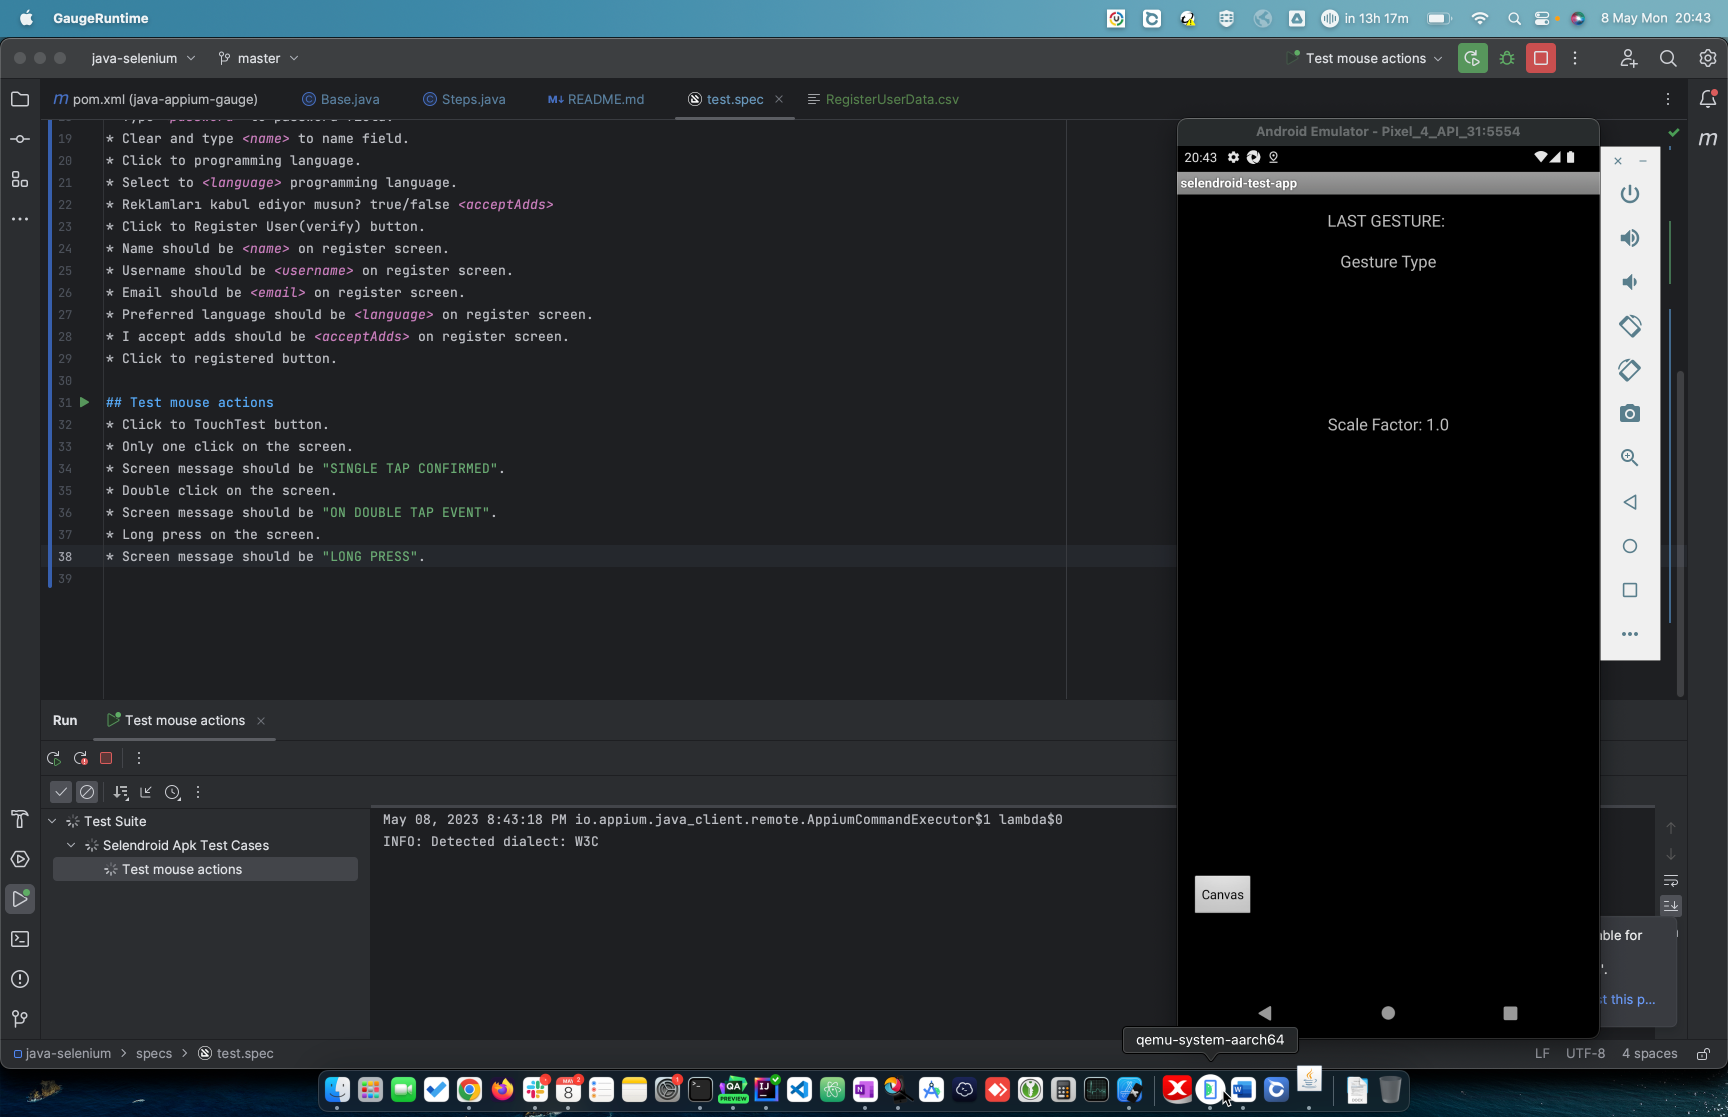 GaugeRuntime
in 13h 17m
8 May Mon 20:43
java-selenium
master
Test mouse actions
m pom.xml (java-appium-gauge)
Base.java
Steps.java
M↓ README.md
test.spec
RegisterUserData.csv
19 * Clear and type <name> to name field.
20 * Click to programming language.
21 * Select to <language> programming language.
22 * Reklamları kabul ediyor musun? true/false <acceptAdds>
23 * Click to Register User(verify) button.
24 * Name should be <name> on register screen.
25 * Username should be <username> on register screen.
26 * Email should be <email> on register screen.
27 * Preferred language should be <language> on register screen.
28 * I accept adds should be <acceptAdds> on register screen.
29 * Click to registered button.
30
31 ## Test mouse actions
32 * Click to TouchTest button.
33 * Only one click on the screen.
34 * Screen message should be "SINGLE TAP CONFIRMED".
35 * Double click on the screen.
36 * Screen message should be "ON DOUBLE TAP EVENT".
37 * Long press on the screen.
38 * Screen message should be "LONG PRESS".
39
Android Emulator - Pixel_4_API_31:5554
20:43
selendroid-test-app
LAST GESTURE:
Gesture Type
Scale Factor: 1.0
Canvas
Run
Test mouse actions
Test Suite
Selendroid Apk Test Cases
Test mouse actions
May 08, 2023 8:43:18 PM io.appium.java_client.remote.AppiumCommandExecutor$1 lambda$0
INFO: Detected dialect: W3C
able for
st this p...
qemu-system-aarch64
java-selenium > specs > test.spec
LF UTF-8 4 spaces